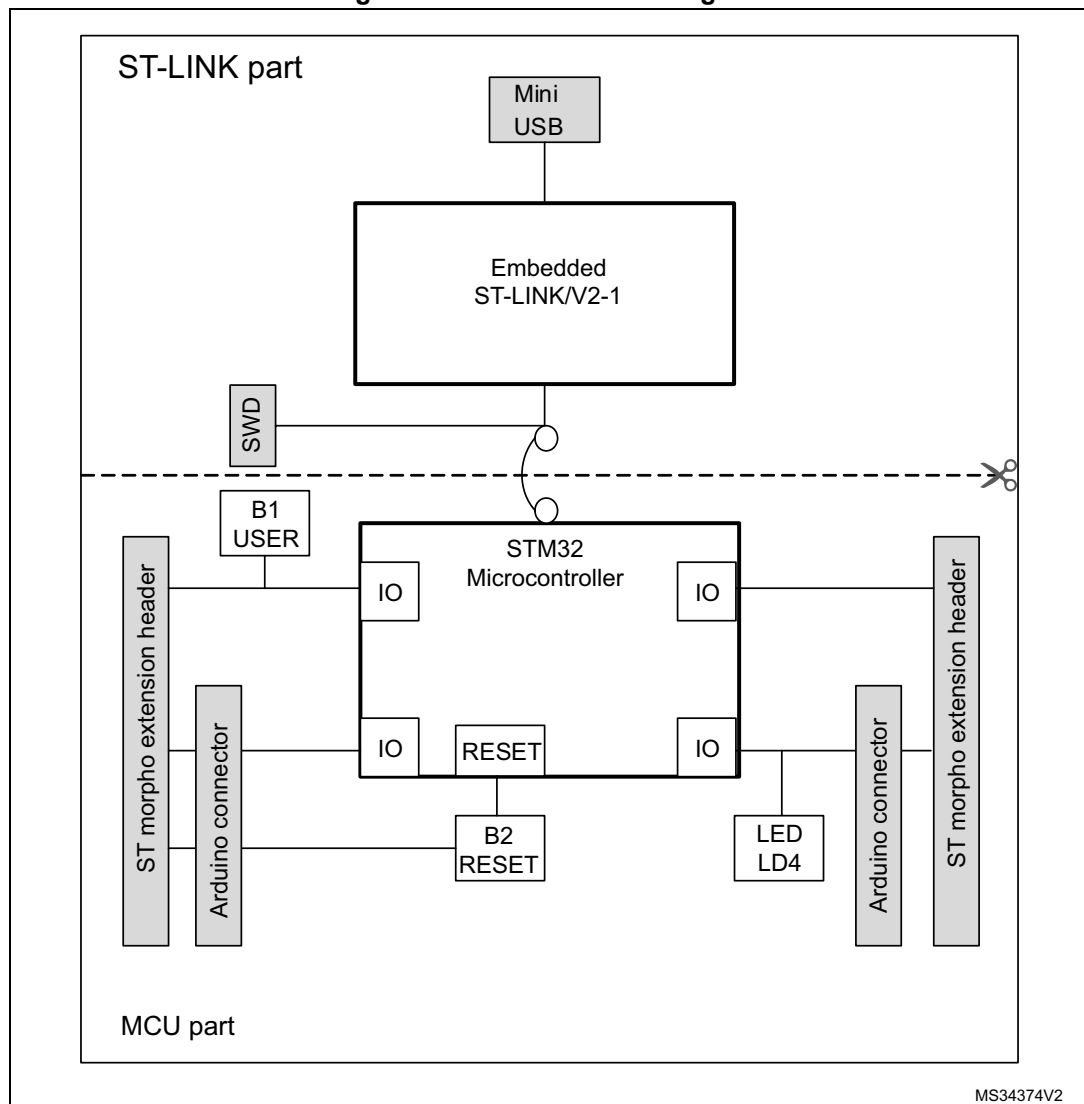 ST-LINK part
Mini
USB
Embedded
ST-LINK/V2-1
SWD
B1
USER
STM32
Microcontroller
IO
IO
ST morpho extension header
ST morpho extension header
Arduino connector
IO
RESET
IO
Arduino connector
B2
RESET
LED
LD4
MCU part
MS34374V2